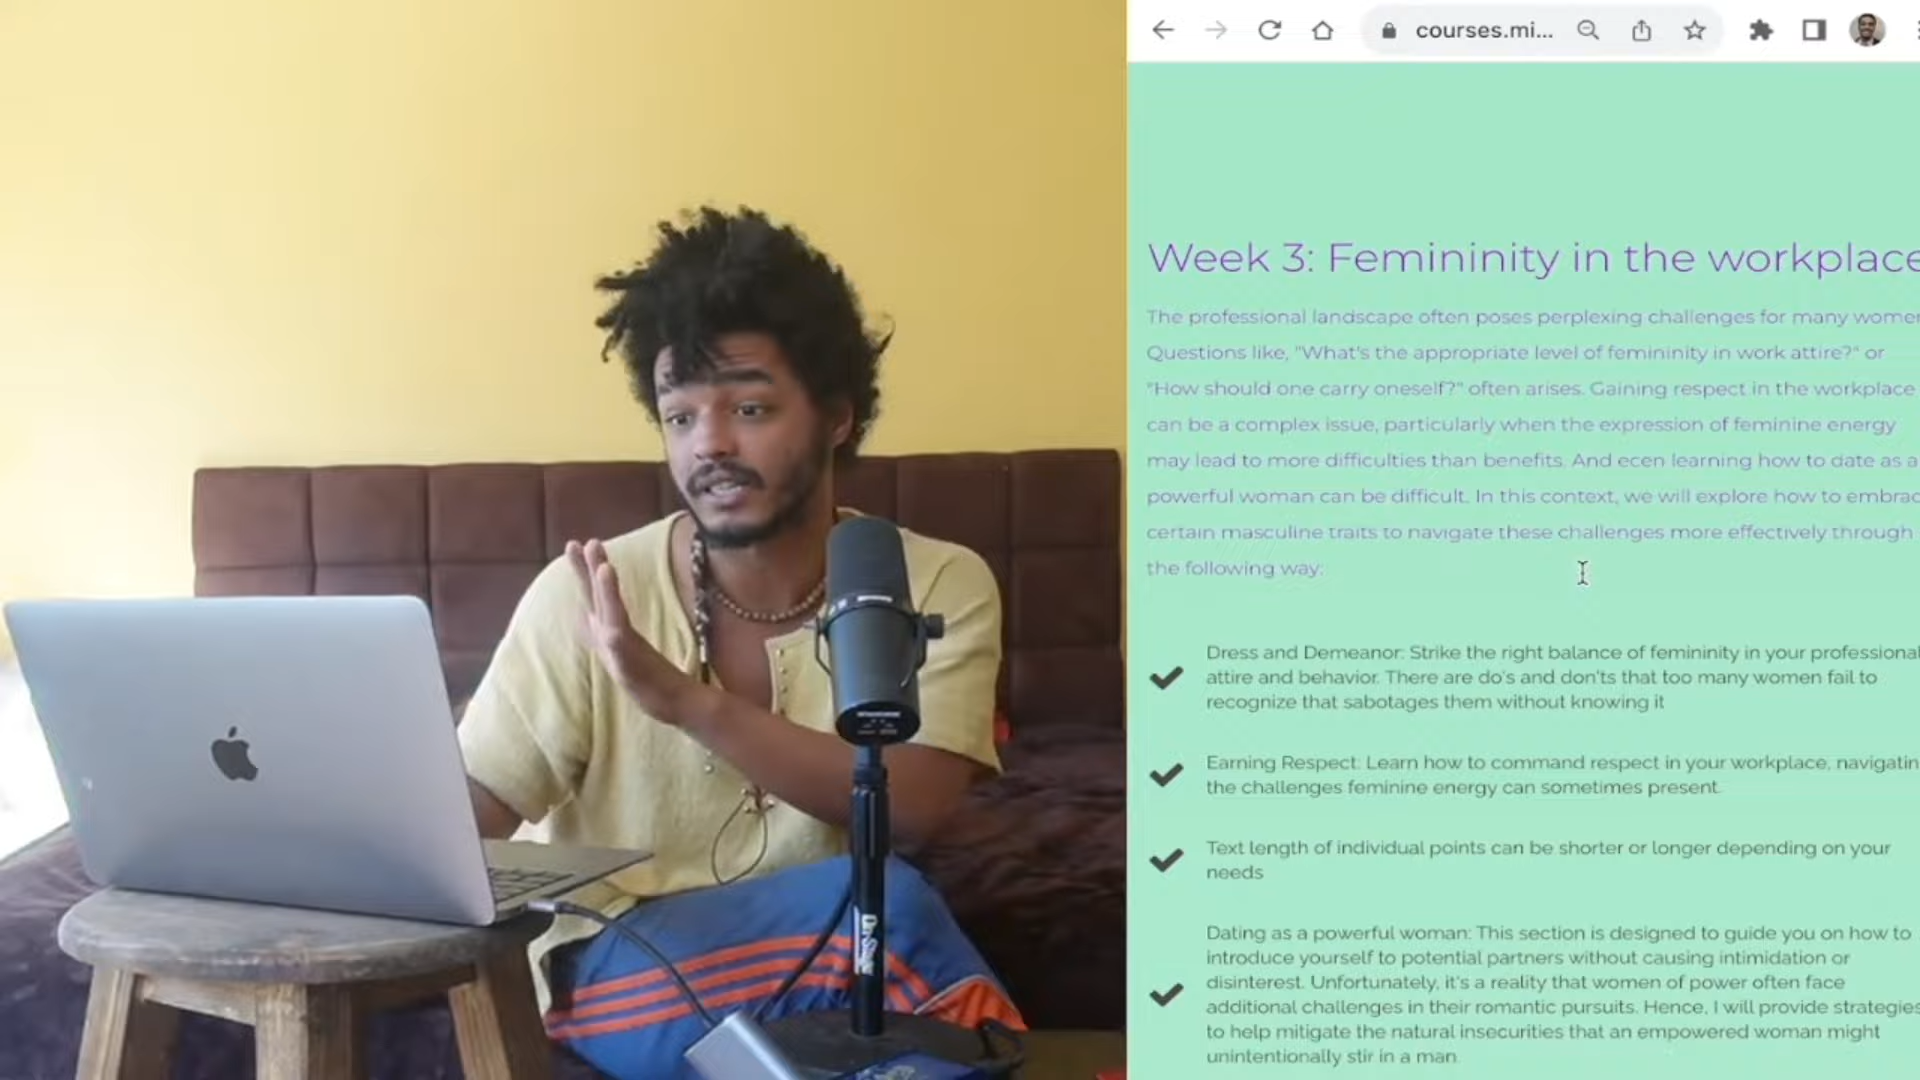 courses.mi...
Week 3: Femininity in the workplace
The professional landscape often poses perplexing challenges for many women
Questions like, "What's the appropriate level of femininity in work attire?" or
"How should one carry oneself?" often arises. Gaining respect in the workplace
can be a complex issue, particularly when the expression of feminine energy
may lead to more difficulties than benefits. And ecen learning how to date as a
powerful woman can be difficult. In this context, we will explore how to embrac
certain masculine traits to navigate these challenges more effectively through
the following way:
Dress and Demeanor: Strike the right balance of femininity in your professional
attire and behavior. There are do's and don'ts that too many women fail to
recognize that sabotages them without knowing it
Earning Respect: Learn how to command respect in your workplace, navigatin
the challenges feminine energy can sometimes present.
Text length of individual points can be shorter or longer depending on your
needs
Dating as a powerful woman: This section is designed to guide you on how to
introduce yourself to potential partners without causing intimidation or
disinterest. Unfortunately, it's a reality that women of power often face
additional challenges in their romantic pursuits. Hence, I will provide strategies
to help mitigate the natural insecurities that an empowered woman might
unintentionally stir in a man.